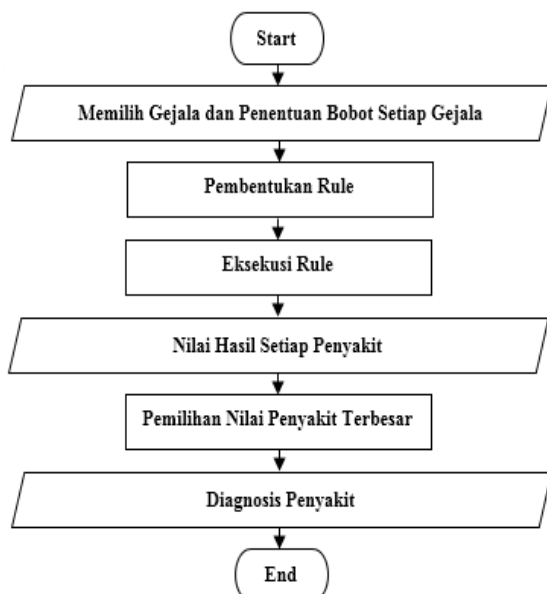 Start
Memilih Gejala dan Penentuan Bobot Setiap Gejala
Pembentukan Rule
Eksekusi Rule
Nilai Hasil Setiap Penyakit
Pemilihan Nilai Penyakit Terbesar
Diagnosis Penyakit
End